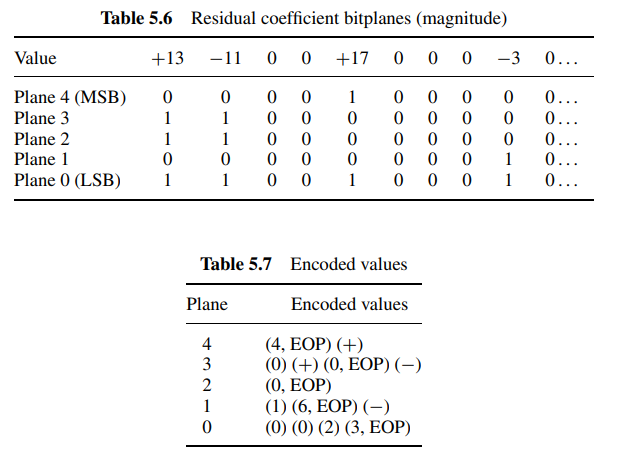 Table 5.6 Residual coefficient bitplanes (magnitude)
Value +13 −11 0 0 +17 0 0 0 −3 0...
Plane 4 (MSB) 0 0 0 0 1 0 0 0 0 0...
Plane 3 1 1 0 0 0 0 0 0 0 0...
Plane 2 1 1 0 0 0 0 0 0 0 0...
Plane 1 0 0 0 0 0 0 0 0 1 0...
Plane 0 (LSB) 1 1 0 0 1 0 0 0 1 0...
Table 5.7 Encoded values
Plane Encoded values
4 (4, EOP) (+)
3 (0) (+) (0, EOP) (−)
2 (0, EOP)
1 (1) (6, EOP) (−)
0 (0) (0) (2) (3, EOP)